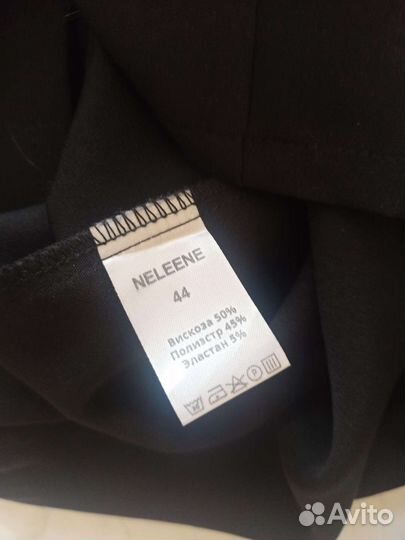 NELEENE
44
Вискоза 50%
Полиэстр 45%
Эластан 5%
Avito